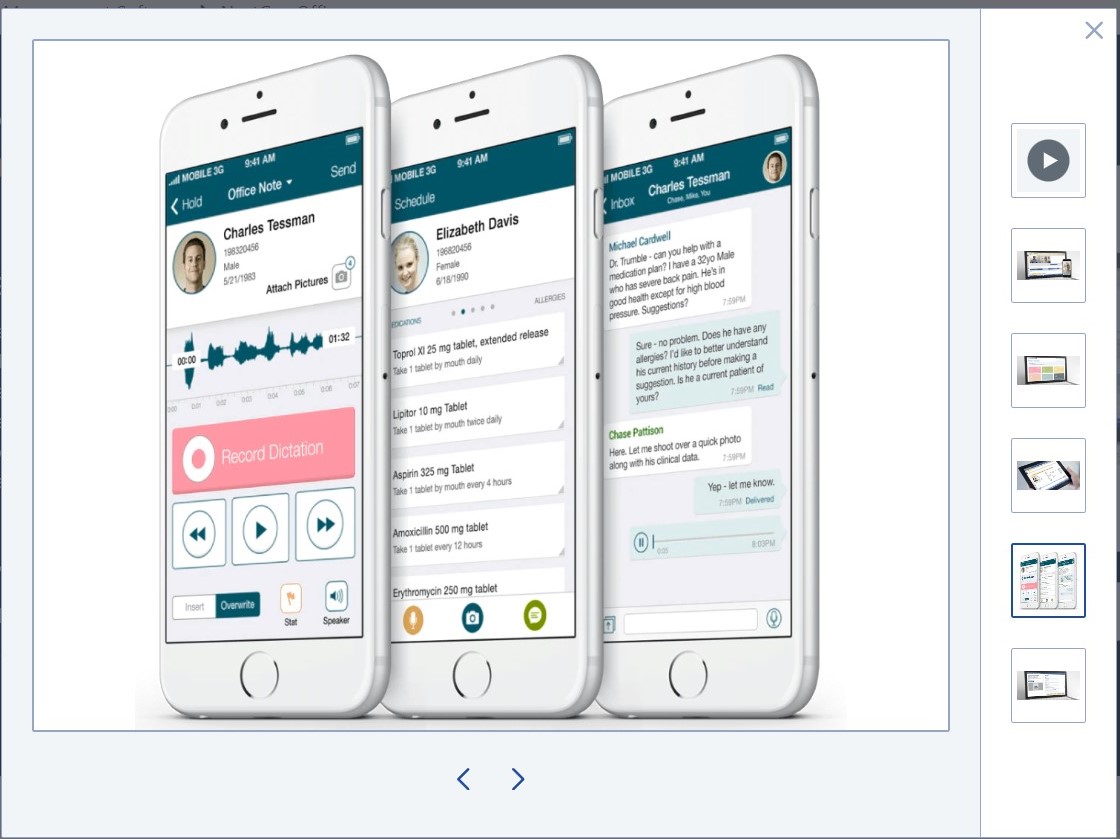 MOBILE 3G
9:41 AM
Hold
Office Note
Send
Charles Tessman
198320456
Male
5/21/1983
Attach Pictures
4
00:00
01:32
0:00 0:01 0:02 0:03 0:04 0:05 0:06 0:07
Record Dictation
Insert
Overwrite
Stat
Speaker
MOBILE 3G
9:41 AM
Schedule
Elizabeth Davis
196820456
Female
6/18/1990
EDICATIONS
ALLERGIES
Toprol Xl 25 mg tablet, extended release
Take 1 tablet by mouth daily
Lipitor 10 mg Tablet
Take 1 tablet by mouth twice daily
Aspirin 325 mg Tablet
Take 1 tablet by mouth every 4 hours
Amoxicillin 500 mg tablet
Take 1 tablet every 12 hours
Erythromycin 250 mg tablet
MOBILE 3G
9:41 AM
Inbox
Charles Tessman
Chase, Mike, You
Michael Cardwell
Dr. Trumble - can you help with a
medication plan? I have a 32yo Male
who has severe back pain. He's in
good health except for high blood
pressure. Suggestions?
7:59PM
Sure - no problem. Does he have any
allergies? I'd like to better understand
his current history before making a
suggestion. Is he a current patient of
yours?
7:59PM Read
Chase Pattison
Here. Let me shoot over a quick photo
along with his clinical data.
7:59PM
Yep - let me know.
7:59PM Delivered
0:05
8:03PM